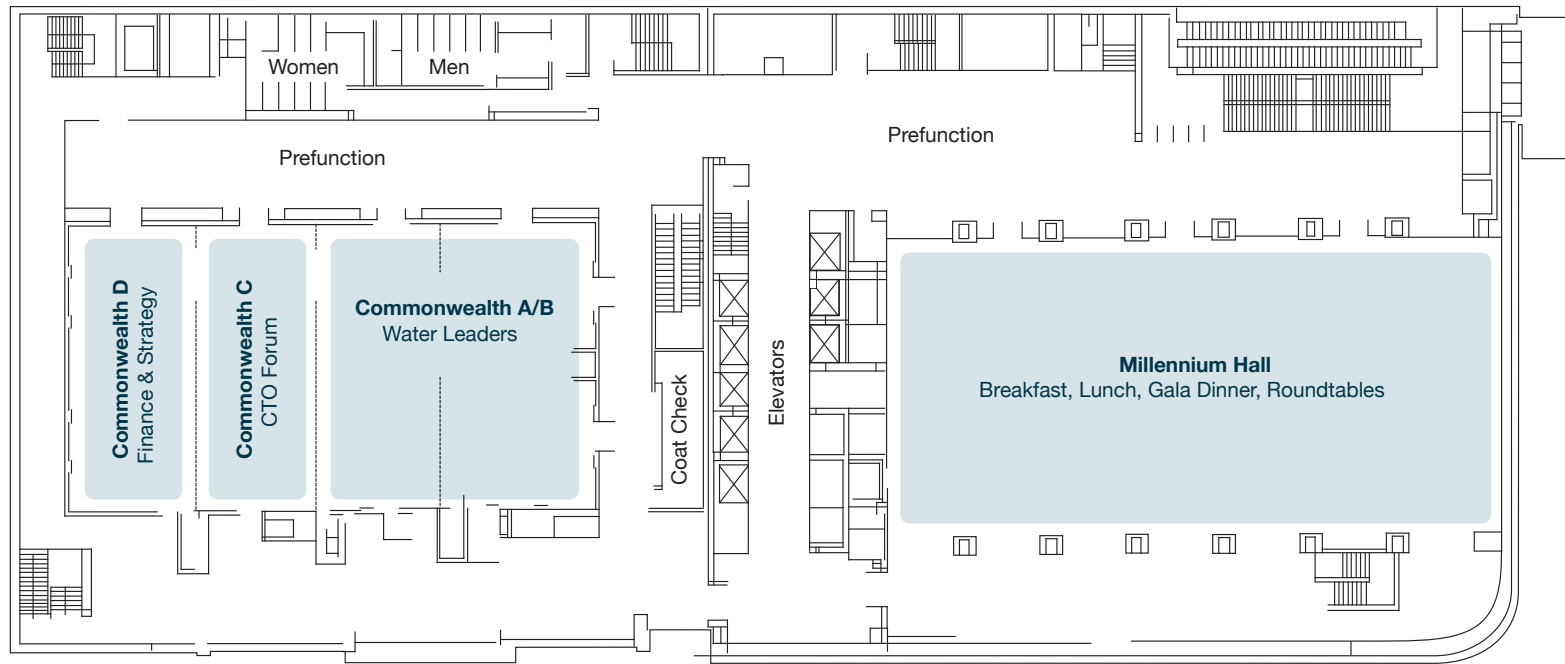 Women
Men
Prefunction
Prefunction
Commonwealth D
Finance & Strategy
Commonwealth C
CTO Forum
Commonwealth A/B
Water Leaders
Coat Check
Elevators
Millennium Hall
Breakfast, Lunch, Gala Dinner, Roundtables